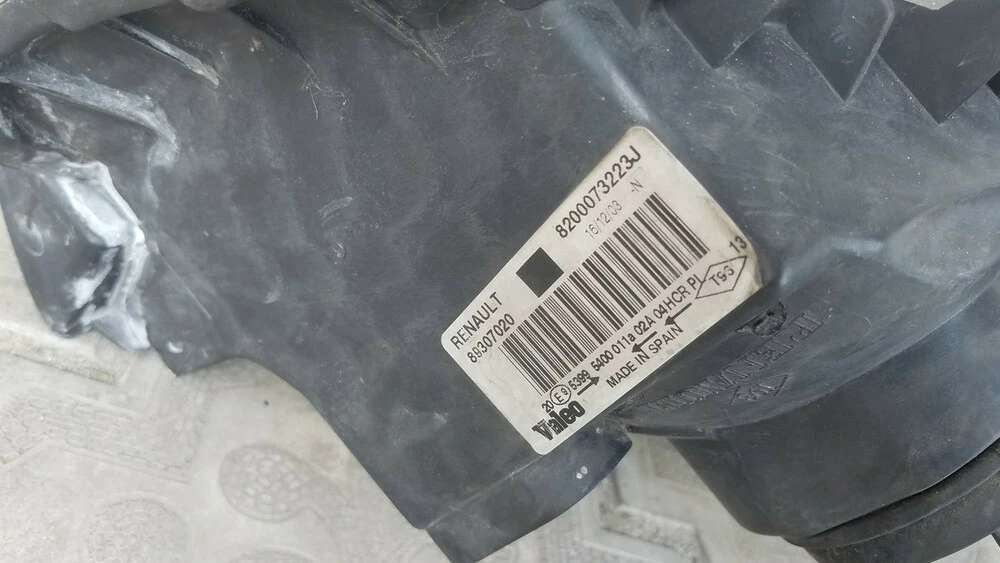 8200073223J
16/12/03 -N
RENAULT
89307020
13
T93
20 E9 5399 5400 011a 02A 04HCR PL
MADE IN SPAIN
Valeo